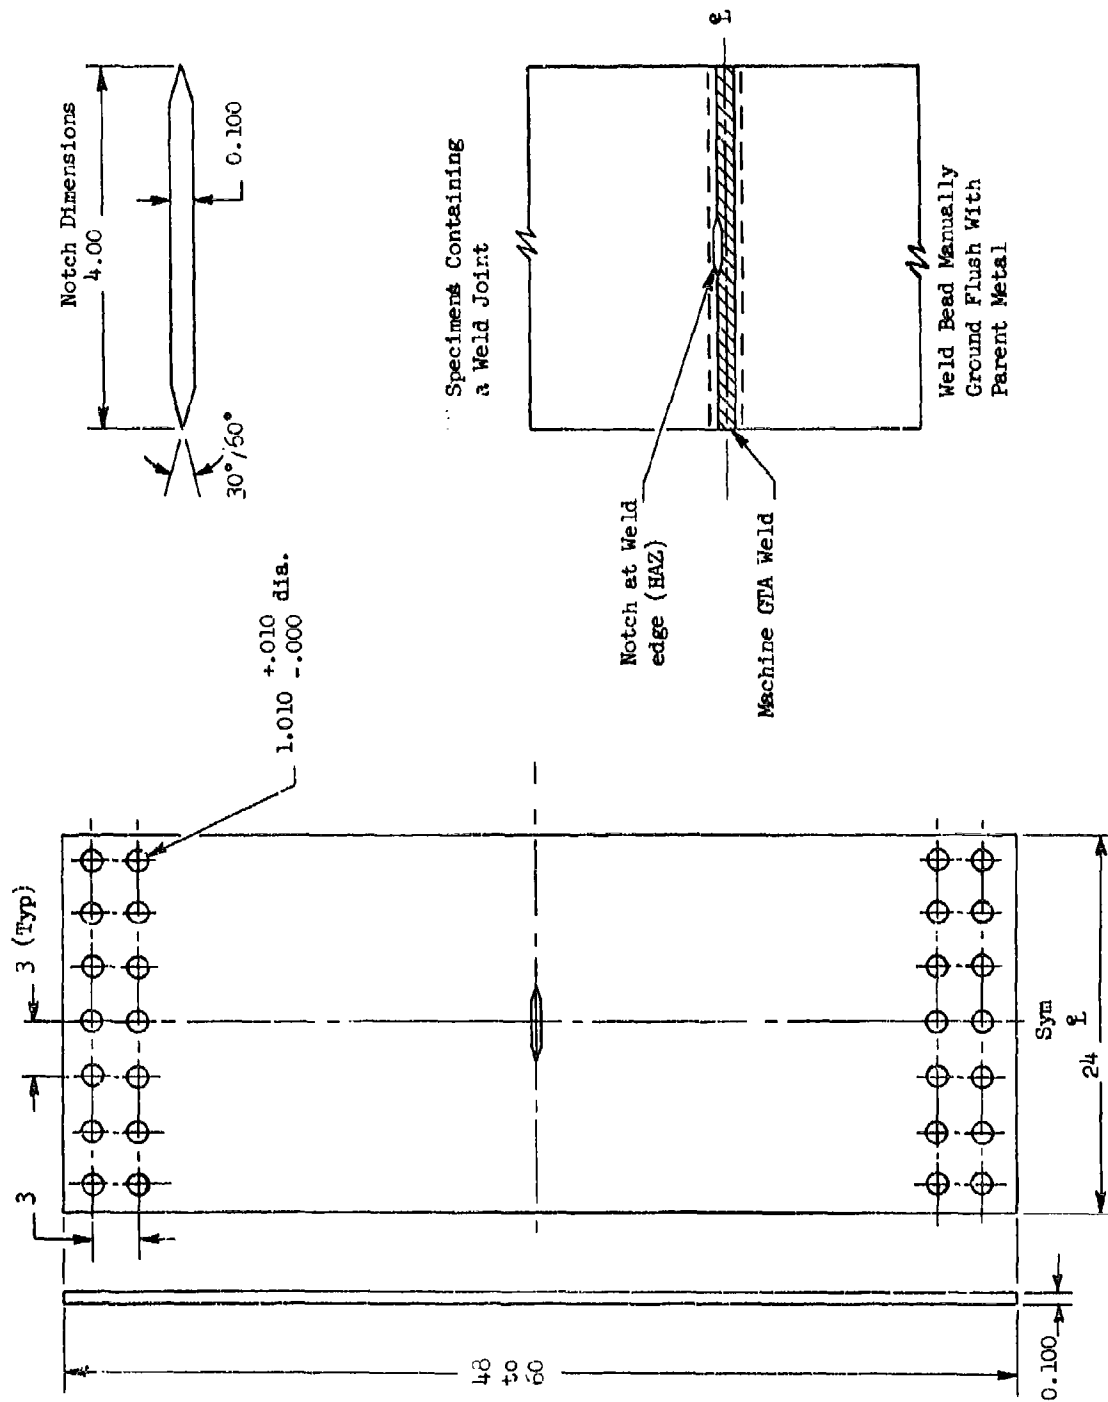 Notch Dimensions
4.00
0.100
30°/60°
Specimens Containing
a Weld Joint
℄
Notch at Weld
edge (HAZ)
Machine GTA Weld
Weld Bead Manually
Ground Flush With
Parent Metal
1.010 +.010 -.000 dia.
3 (Typ)
3
48
to
60
0.100
Sym
℄
24